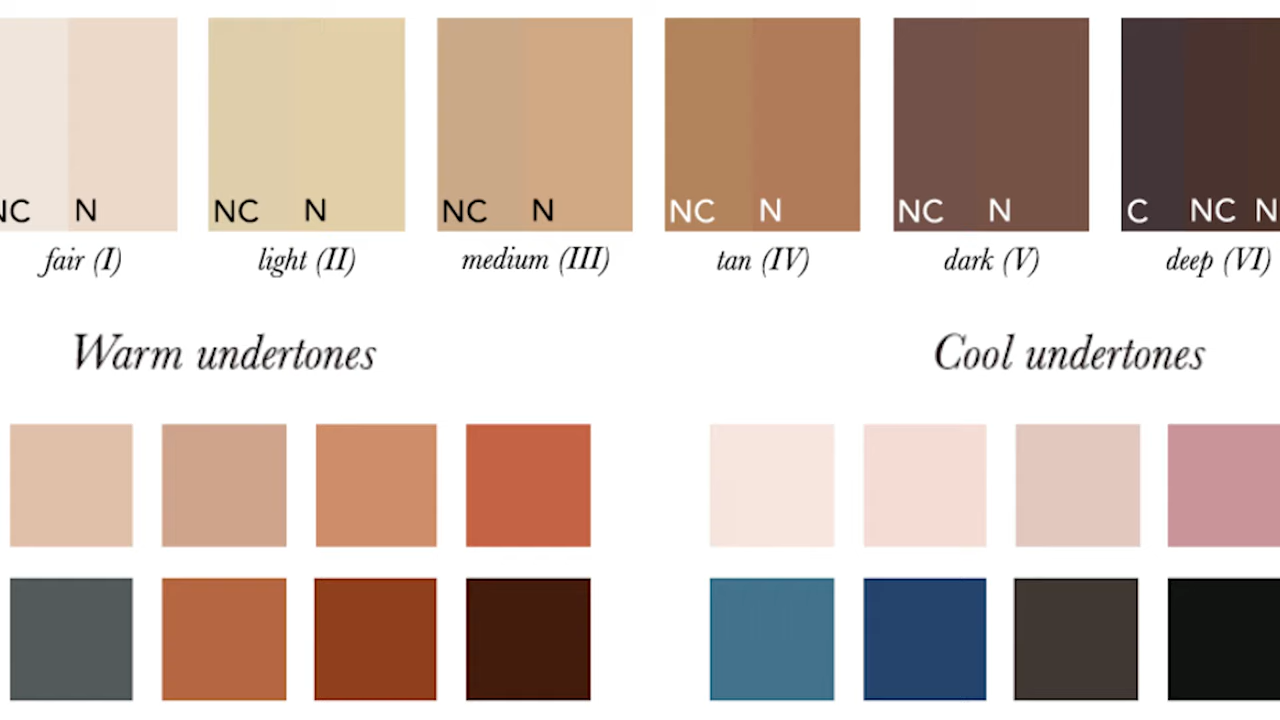 NC N NC N NC N NC N NC N C NC N
fair (I) light (II) medium (III) tan (IV) dark (V) deep (VI)
Warm undertones Cool undertones